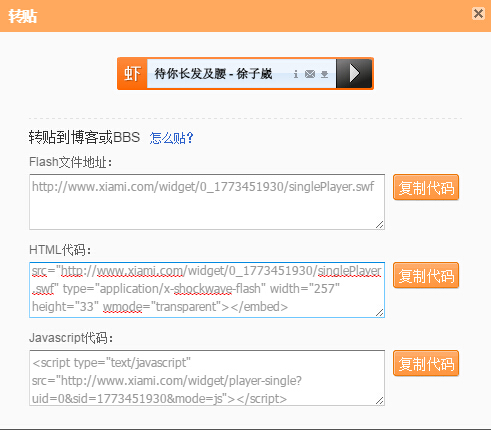 转贴
虾 待你长发及腰 - 徐子崴
转贴到博客或BBS 怎么贴?
Flash文件地址:
http://www.xiami.com/widget/0_1773451930/singlePlayer.swf
复制代码
HTML代码:
src="http://www.xiami.com/widget/0_1773451930/singlePlayer
.swf" type="application/x-shockwave-flash" width="257"
height="33" wmode="transparent"></embed>
复制代码
Javascript代码:
<script type="text/javascript"
src="http://www.xiami.com/widget/player-single?
uid=0&sid=1773451930&mode=js"></script>
复制代码